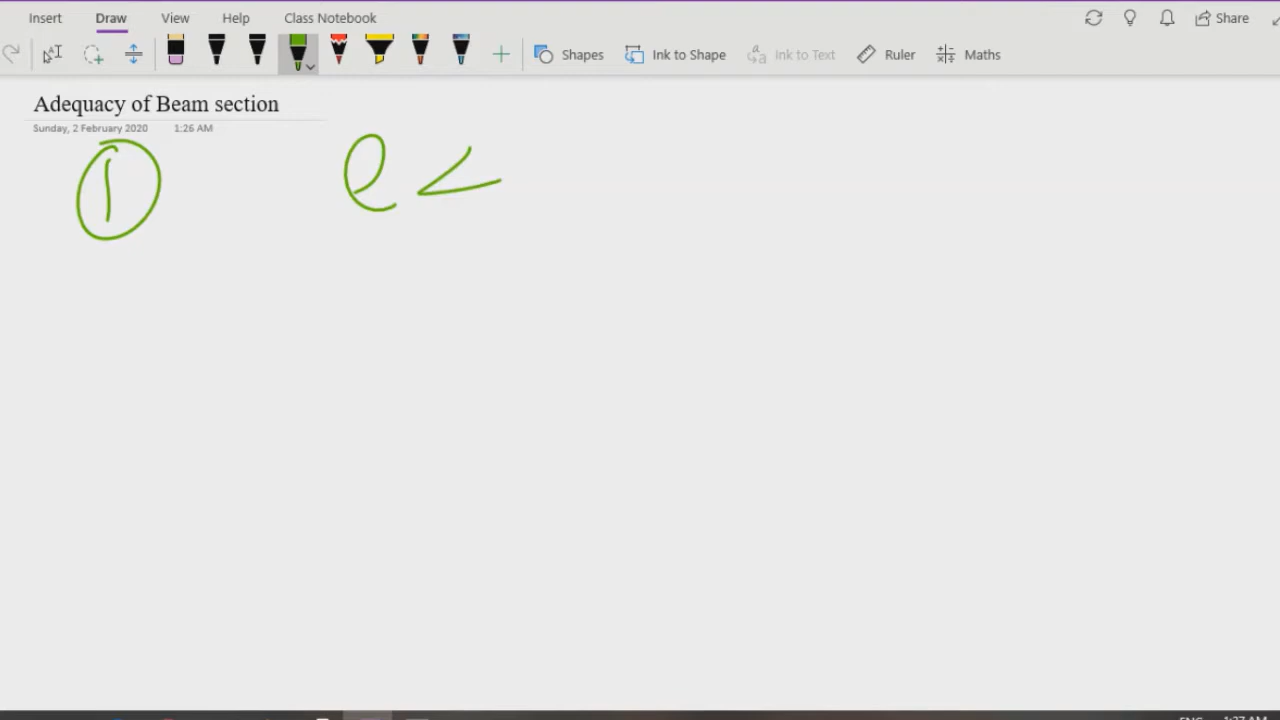 Insert Draw View Help Class Notebook Share
Shapes Ink to Shape Ink to Text Ruler Maths
Adequacy of Beam section
Sunday, 2 February 2020 1:26 AM
① e <